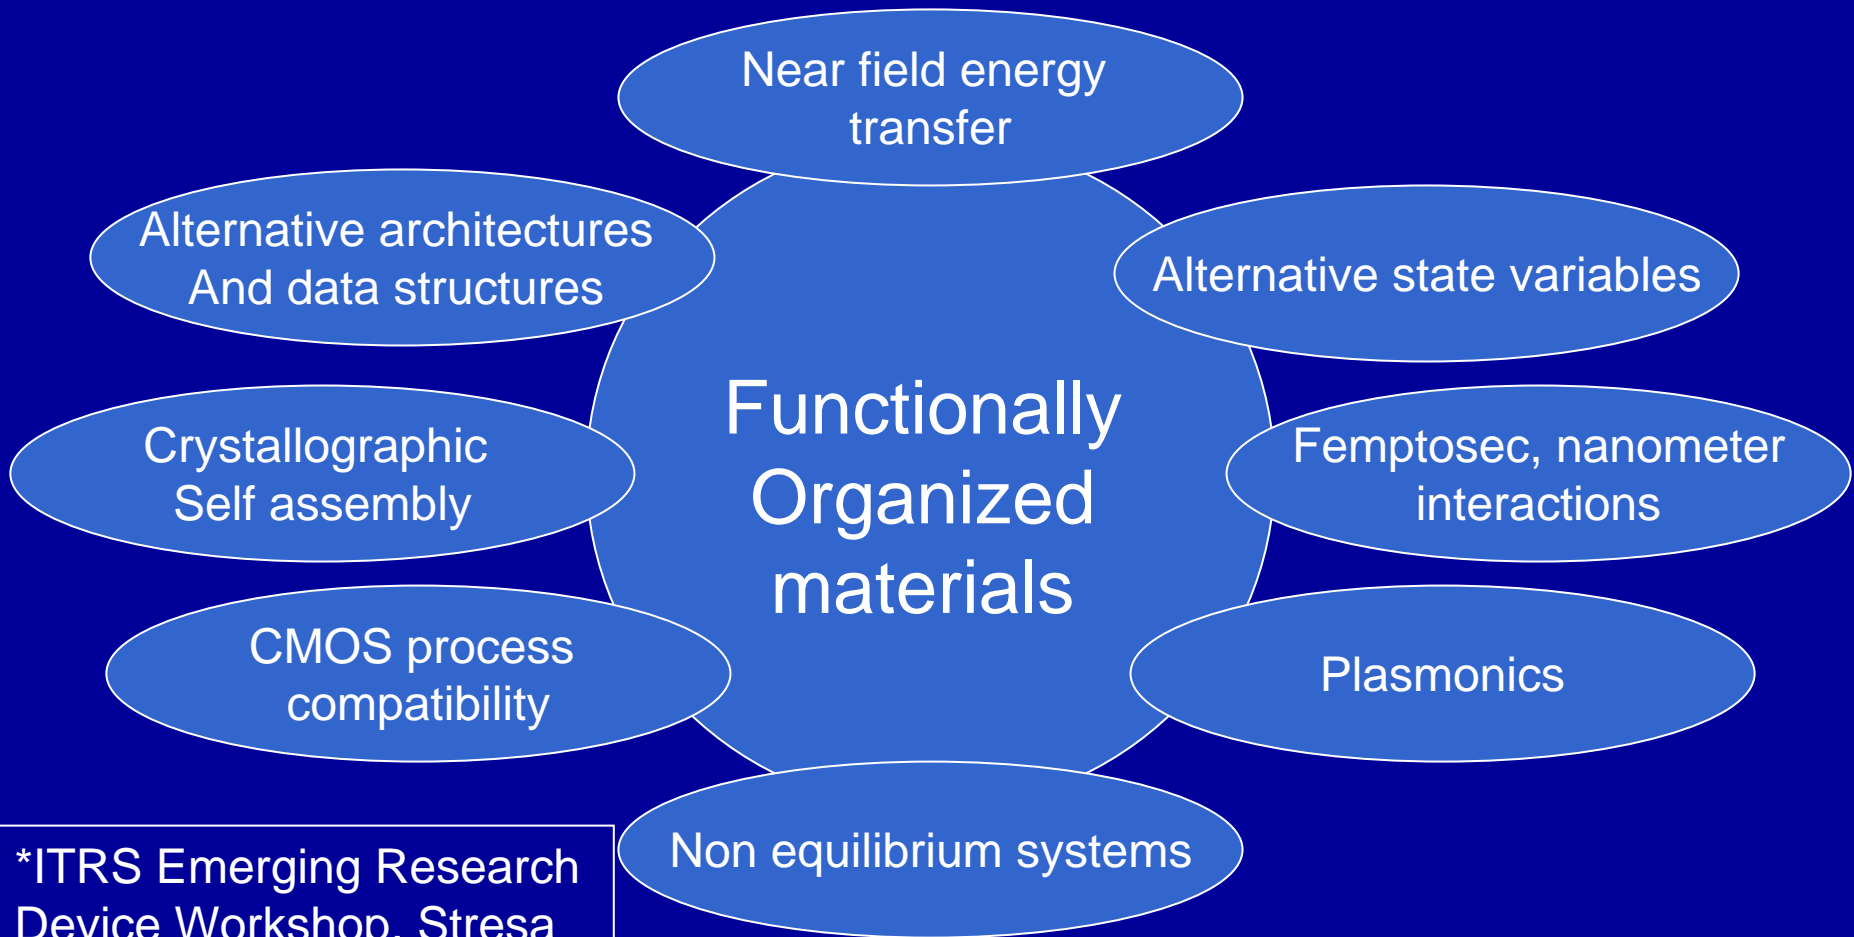 Near field energy
transfer
Alternative architectures
And data structures
Alternative state variables
Functionally
Organized
materials
Crystallographic
Self assembly
Femptosec, nanometer
interactions
CMOS process
compatibility
Plasmonics
Non equilibrium systems
*ITRS Emerging Research
Device Workshop, Stresa